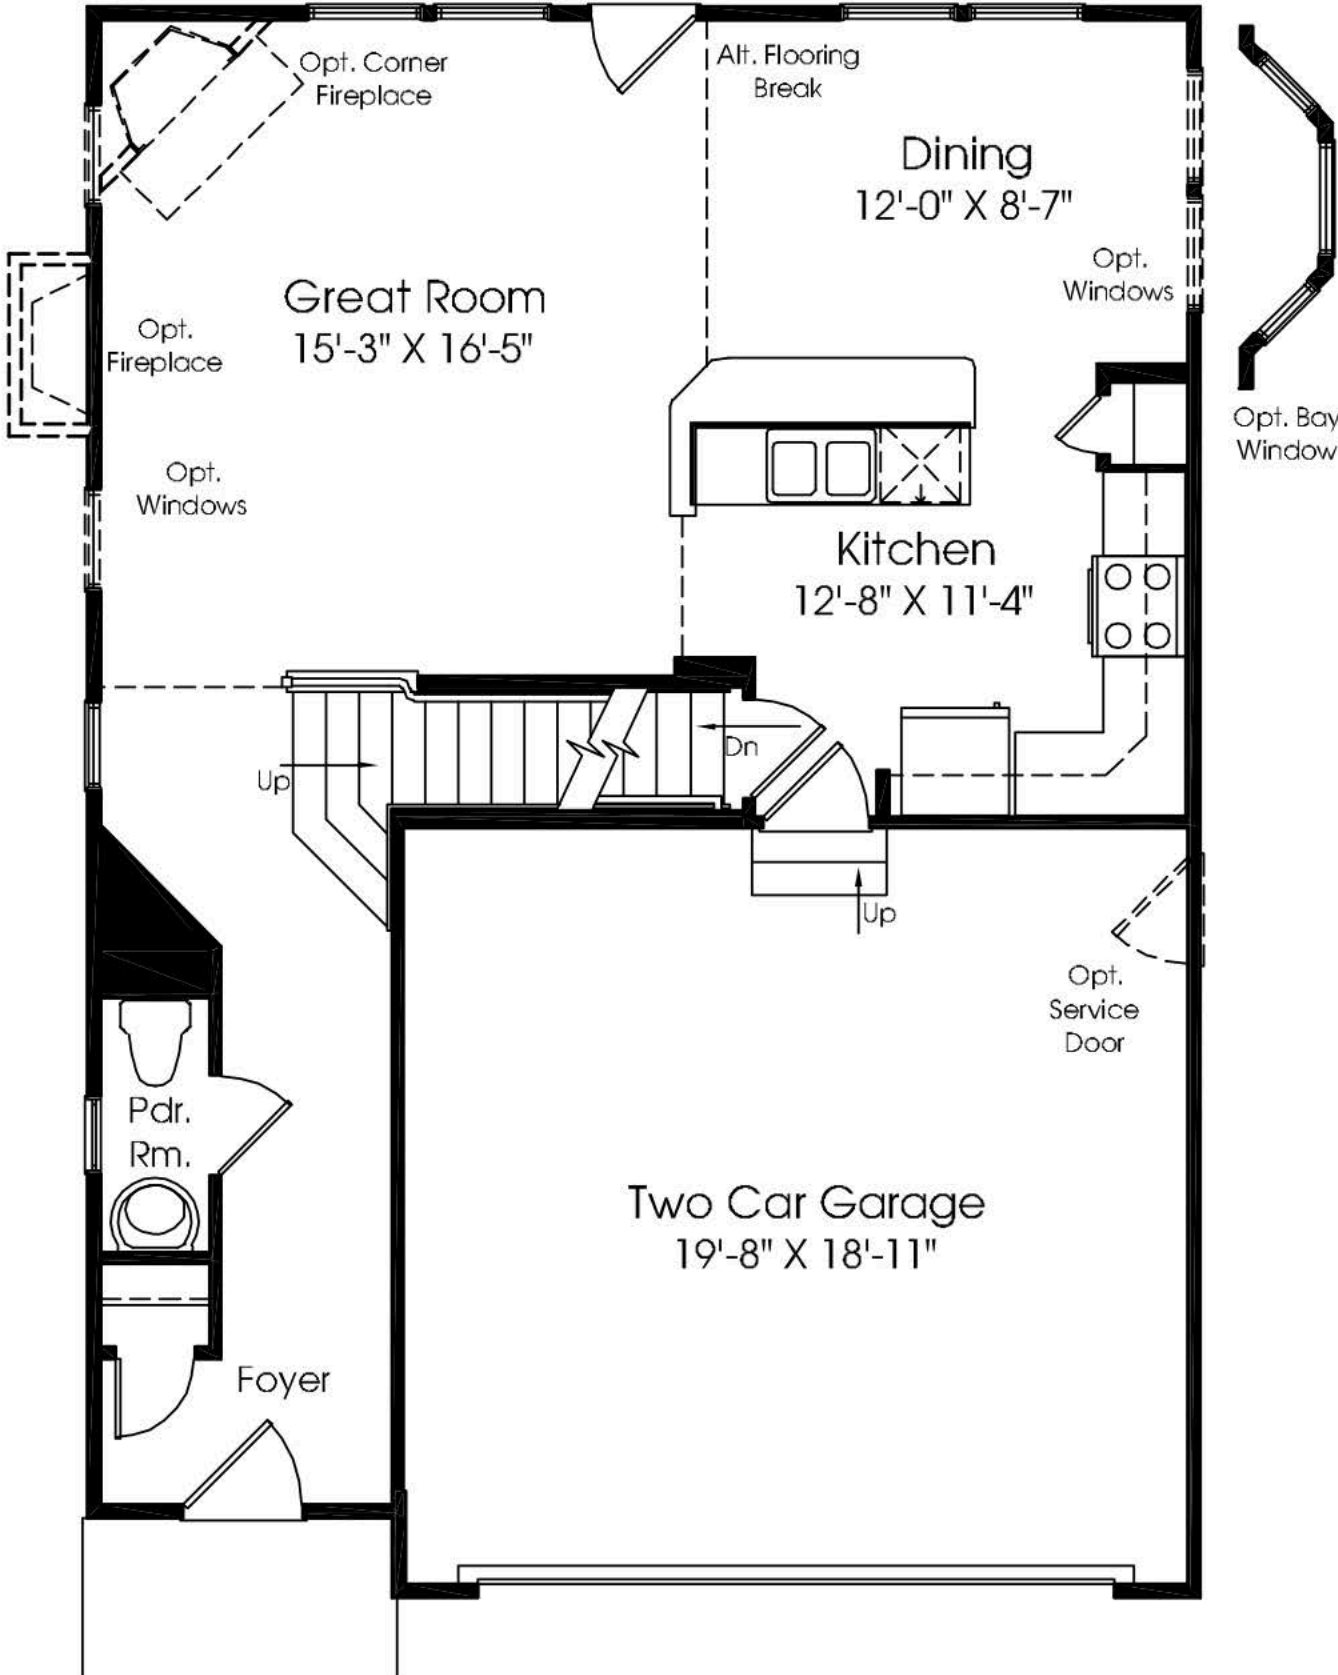 Opt. Corner
Fireplace
Alt. Flooring
Break
Dining
12'-0" X 8'-7"
Opt.
Windows
Great Room
15'-3" X 16'-5"
Opt.
Fireplace
Opt. Bay
Window
Opt.
Windows
Kitchen
12'-8" X 11'-4"
Dn
Up
Up
Opt.
Service
Door
Pdr.
Rm.
Two Car Garage
19'-8" X 18'-11"
Foyer